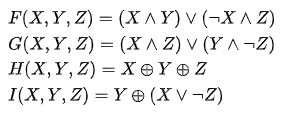 F(X, Y, Z) = (X ∧ Y) ∨ (¬X ∧ Z)
G(X, Y, Z) = (X ∧ Z) ∨ (Y ∧ ¬Z)
H(X, Y, Z) = X ⊕ Y ⊕ Z
I(X, Y, Z) = Y ⊕ (X ∨ ¬Z)